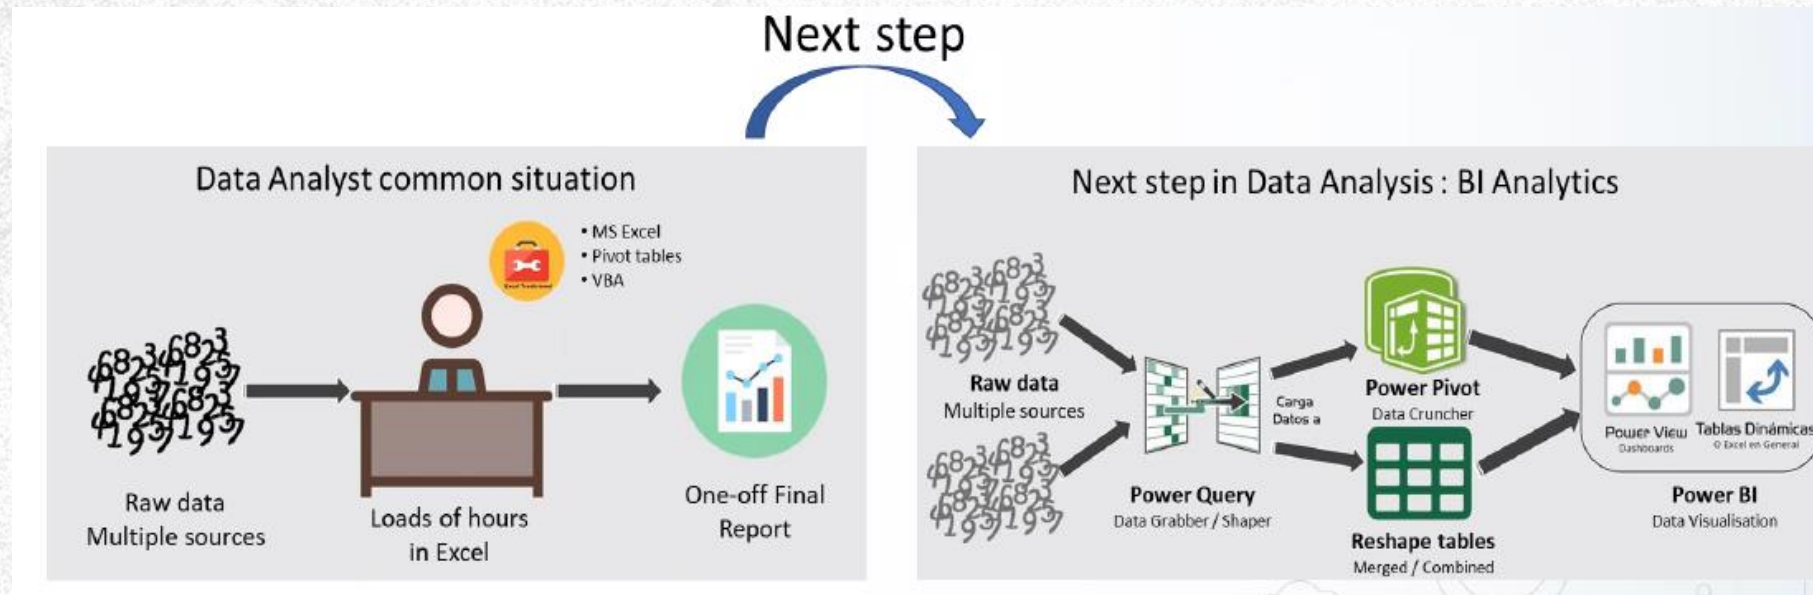 Next step
Data Analyst common situation
• MS Excel
• Pivot tables
• VBA
Raw data
Multiple sources
Loads of hours
in Excel
One-off Final
Report
Next step in Data Analysis : BI Analytics
Raw data
Multiple sources
Power Query
Data Grabber / Shaper
Carga
Datos a
Power Pivot
Data Cruncher
Reshape tables
Merged / Combined
Power View
Dashboards
Tablas Dinámicas
O Excel en General
Power BI
Data Visualisation